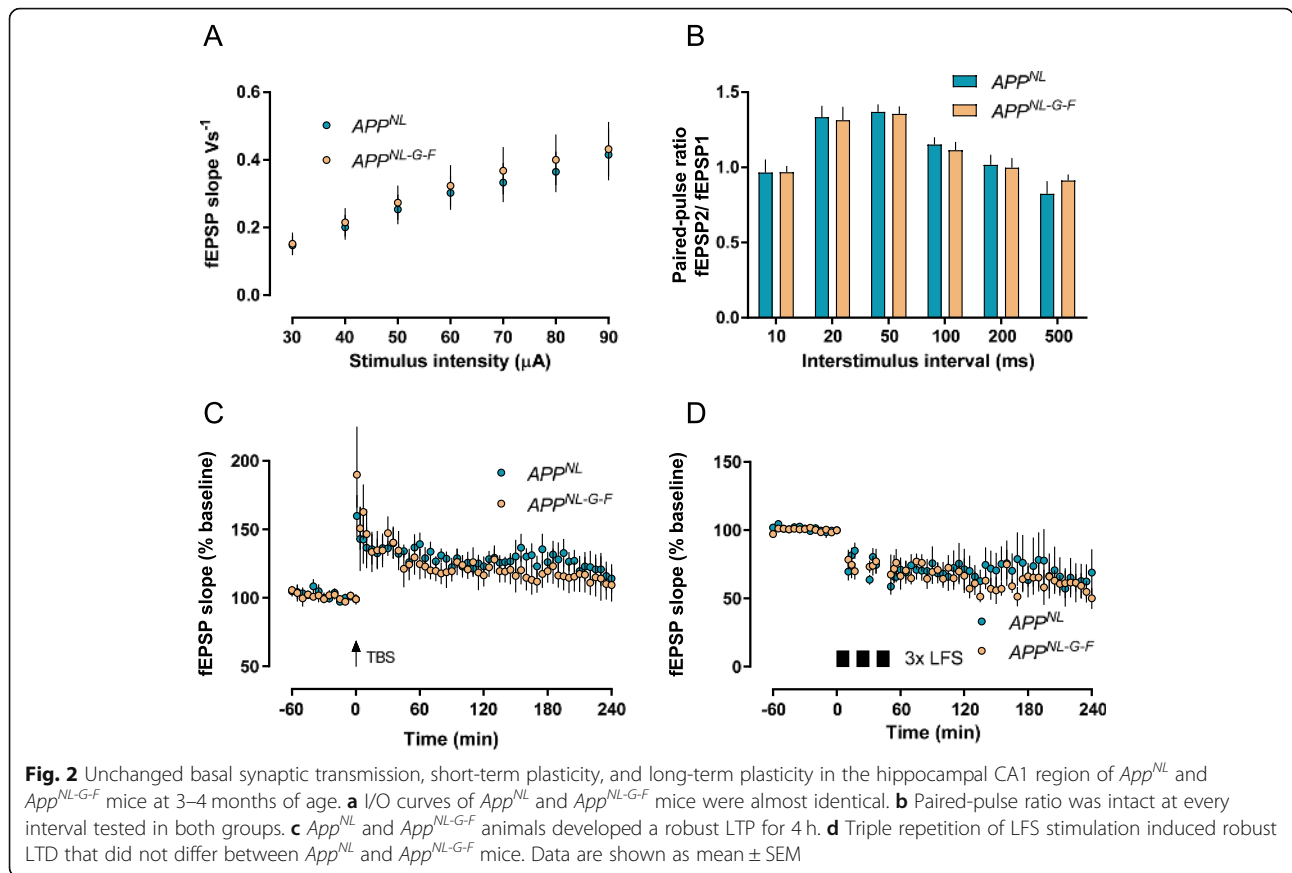 A
fEPSP slope Vs-1
0.6
0.4
0.2
0.0
APPNL
APPNL-G-F
30 40 50 60 70 80 90
Stimulus intensity (μA)
B
Paired-pulse ratio
fEPSP2/ fEPSP1
1.5
1.0
0.5
0.0
APPNL
APPNL-G-F
10 20 50 100 200 500
Interstimulus interval (ms)
C
fEPSP slope (% baseline)
200
150
100
50
APPNL
APPNL-G-F
TBS
-60 0 60 120 180 240
Time (min)
D
fEPSP slope (% baseline)
150
100
50
0
APPNL
APPNL-G-F
3x LFS
-60 0 60 120 180 240
Time (min)
Fig. 2 Unchanged basal synaptic transmission, short-term plasticity, and long-term plasticity in the hippocampal CA1 region of AppNL and
AppNL-G-F mice at 3–4 months of age. a I/O curves of AppNL and AppNL-G-F mice were almost identical. b Paired-pulse ratio was intact at every
interval tested in both groups. c AppNL and AppNL-G-F animals developed a robust LTP for 4 h. d Triple repetition of LFS stimulation induced robust
LTD that did not differ between AppNL and AppNL-G-F mice. Data are shown as mean ± SEM